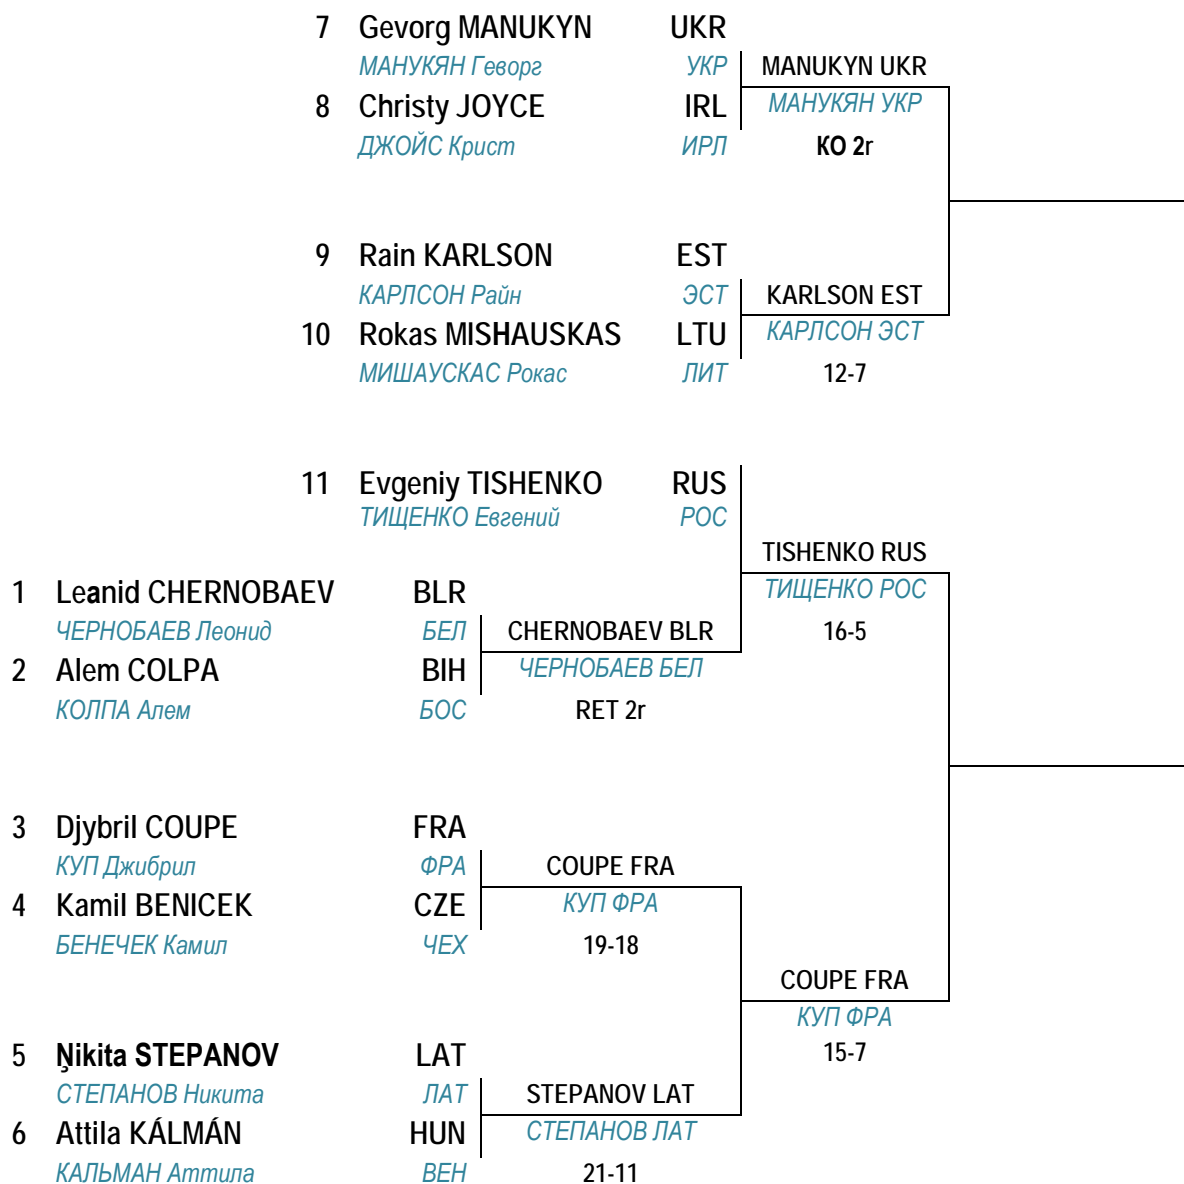 7 Gevorg MANUKYN UKR
МАНУКЯН Геворг УКР MANUKYN UKR
8 Christy JOYCE IRL МАНУКЯН УКР
ДЖОЙС Крист ИРЛ KO 2r
9 Rain KARLSON EST
КАРЛСОН Райн ЭСТ KARLSON EST
10 Rokas MISHAUSKAS LTU КАРЛСОН ЭСТ
МИШАУСКАС Рокас ЛИТ 12-7
11 Evgeniy TISHENKO RUS
ТИЩЕНКО Евгений РОС
TISHENKO RUS
1 Leanid CHERNOBAEV BLR ТИЩЕНКО РОС
ЧЕРНОБАЕВ Леонид БЕЛ CHERNOBAEV BLR 16-5
2 Alem COLPA BIH ЧЕРНОБАЕВ БЕЛ
КОЛПА Алем БОС RET 2r
3 Djybril COUPE FRA
КУП Джибрил ФРА COUPE FRA
4 Kamil BENICEK CZE КУП ФРА
БЕНЕЧЕК Камил ЧЕХ 19-18
COUPE FRA
КУП ФРА
5 Ņikita STEPANOV LAT 15-7
СТЕПАНОВ Никита ЛАТ STEPANOV LAT
6 Attila KÁLMÁN HUN СТЕПАНОВ ЛАТ
КАЛЬМАН Аттила ВЕН 21-11